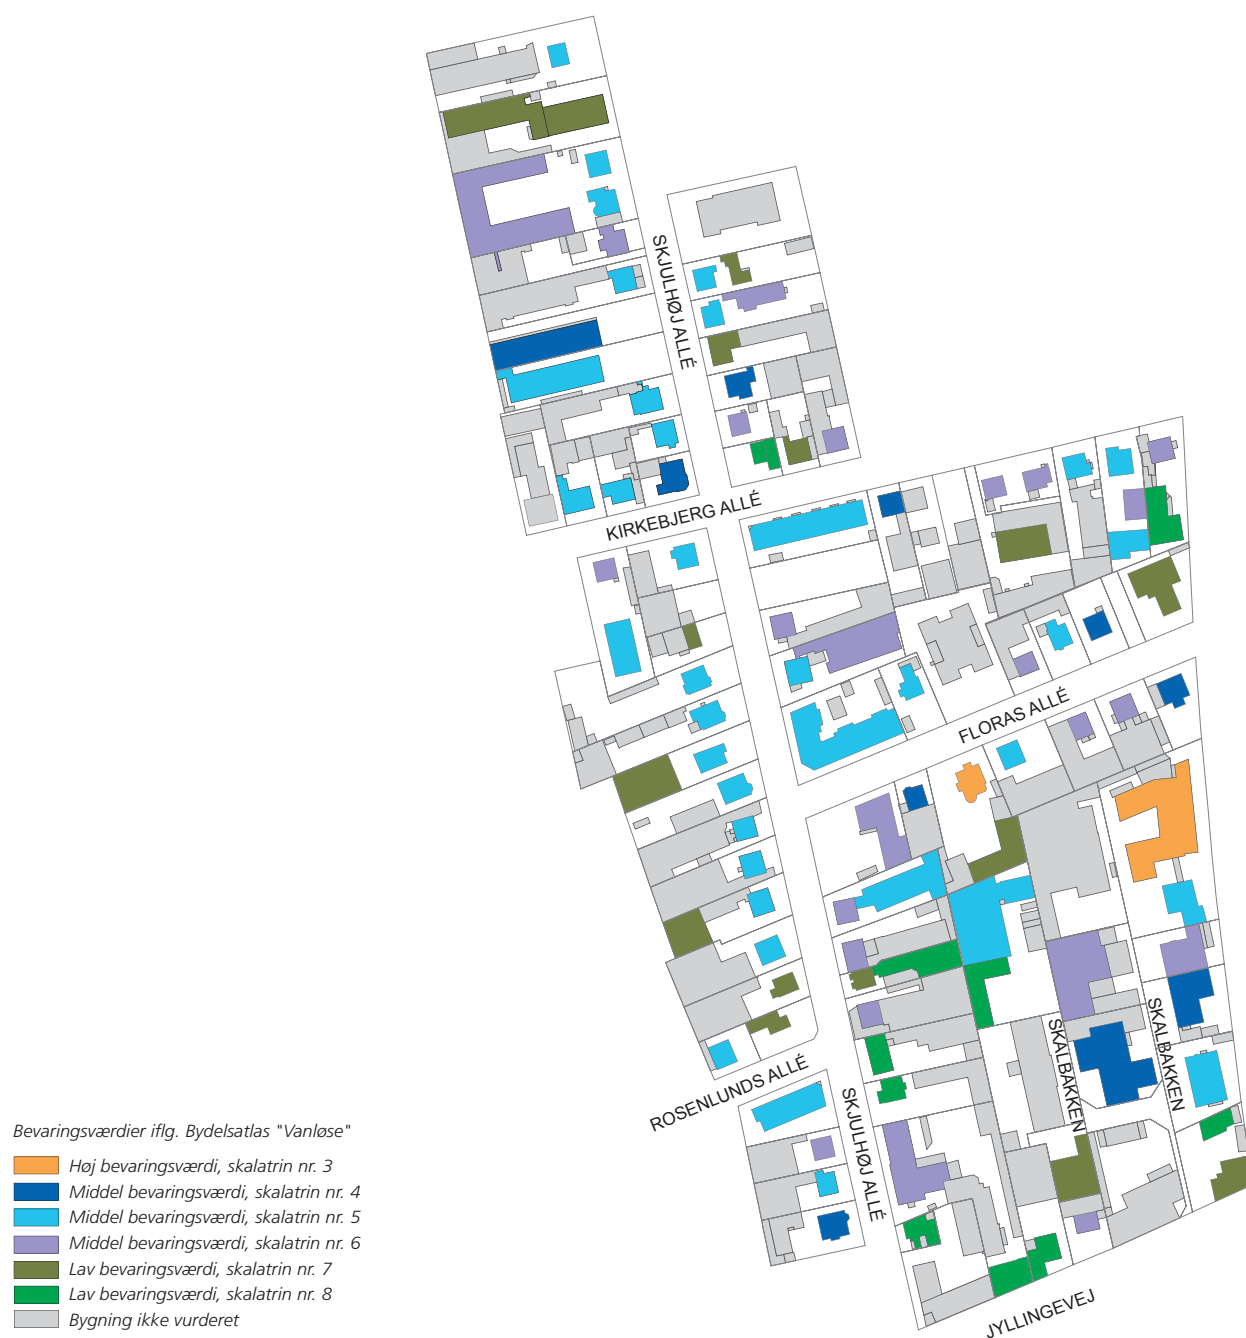 SKJULHØJ ALLÉ
KIRKEBJERG ALLÉ
FLORAS ALLÉ
SKALBAKKEN
SKALBAKKEN
ROSENLUNDS ALLÉ
SKJULHØJ ALLÉ
JYLLINGEVEJ
Bevaringsværdier iflg. Bydelsatlas "Vanløse"
Høj bevaringsværdi, skalatrin nr. 3
Middel bevaringsværdi, skalatrin nr. 4
Middel bevaringsværdi, skalatrin nr. 5
Middel bevaringsværdi, skalatrin nr. 6
Lav bevaringsværdi, skalatrin nr. 7
Lav bevaringsværdi, skalatrin nr. 8
Bygning ikke vurderet